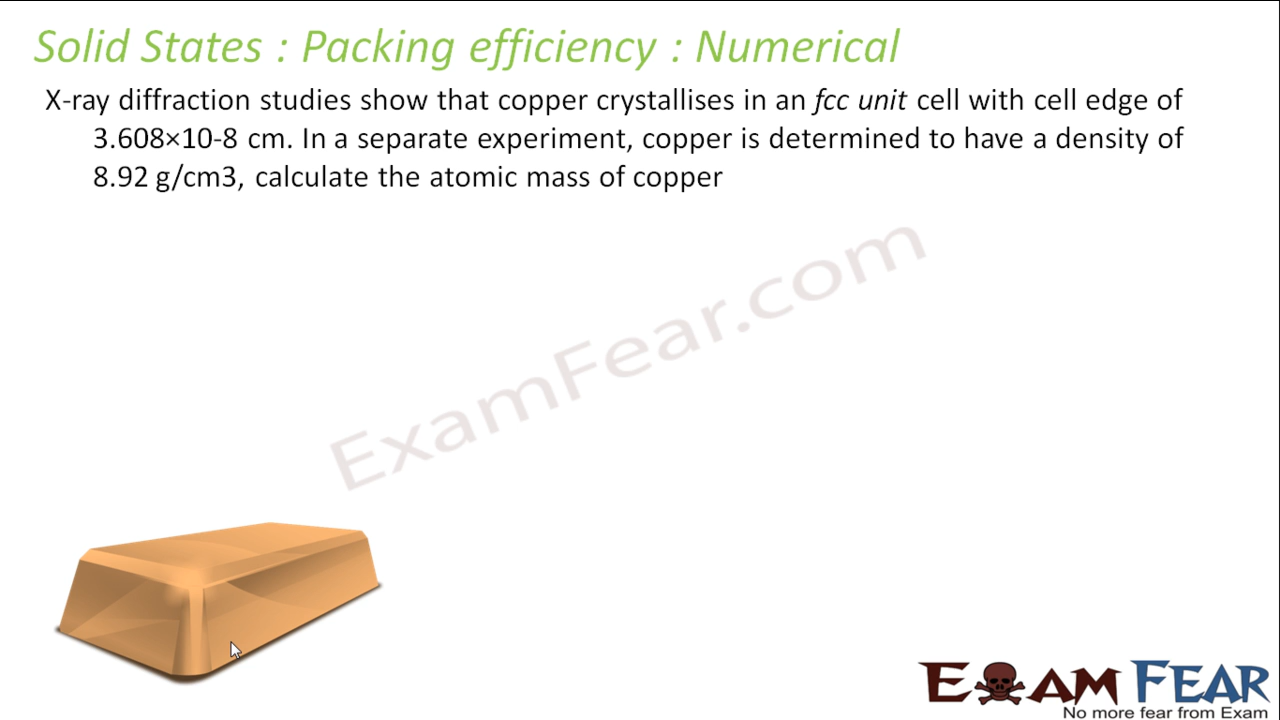 Solid States : Packing efficiency : Numerical
X-ray diffraction studies show that copper crystallises in an fcc unit cell with cell edge of
3.608×10-8 cm. In a separate experiment, copper is determined to have a density of
8.92 g/cm3, calculate the atomic mass of copper
ExamFear.com
EXAM FEAR
No more fear from Exam